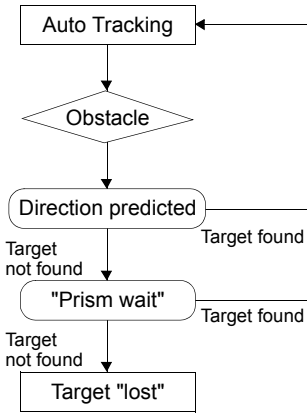 Auto Tracking
Obstacle
Direction predicted
Target found
Target
not found
"Prism wait"
Target found
Target
not found
Target "lost"